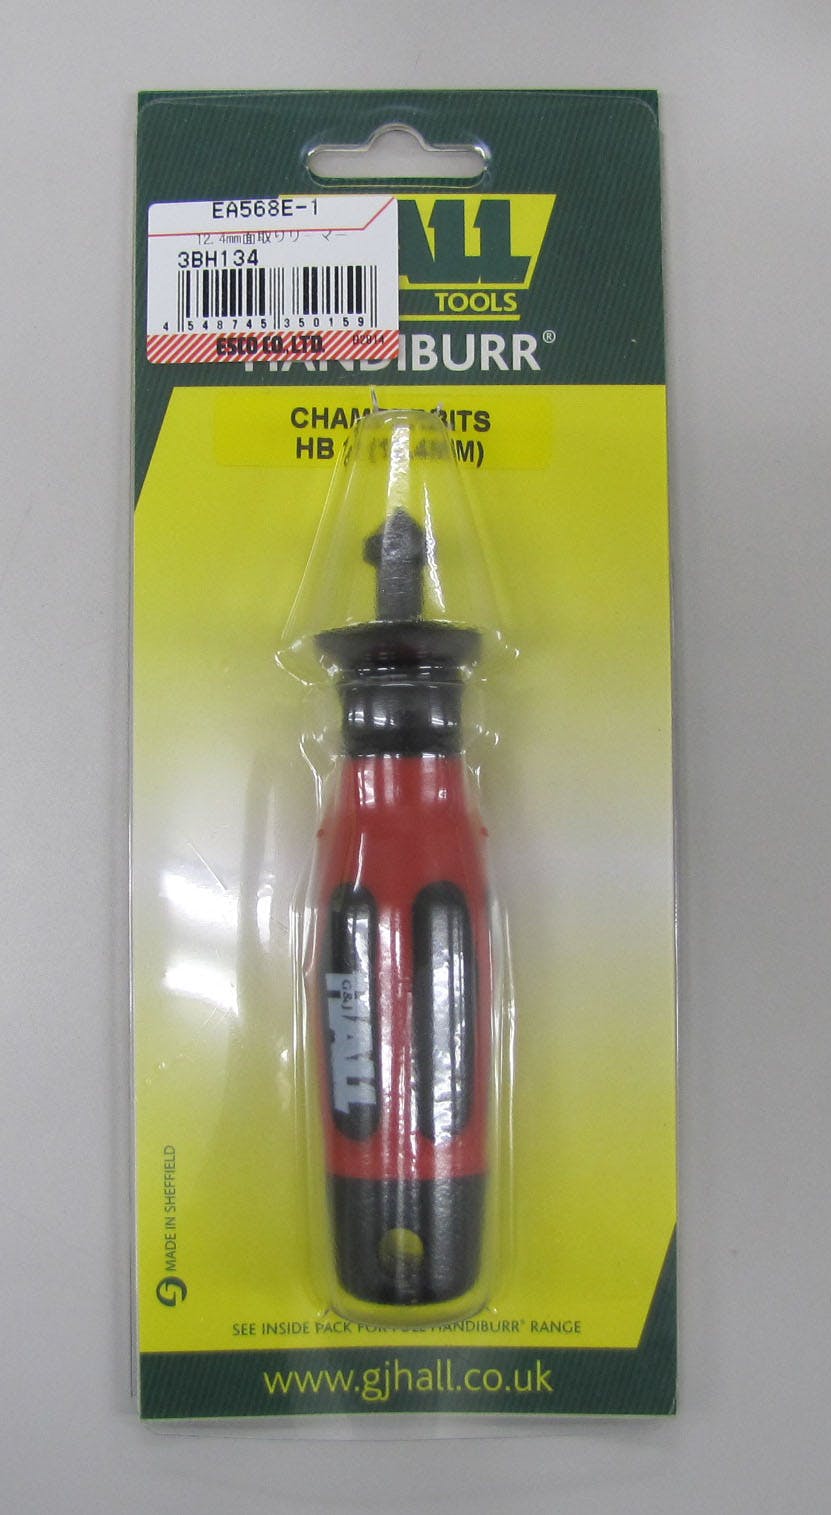 EA568E-1
12.4mm面取りリーマー
3BH134
4 548745 350159
ESCO CO.,LTD.
TOOLS
HANDIBURR®
HB
G&J
HALL
MADE IN SHEFFIELD
SEE INSIDE PACK FOR FULL HANDIBURR® RANGE
www.gjhall.co.uk